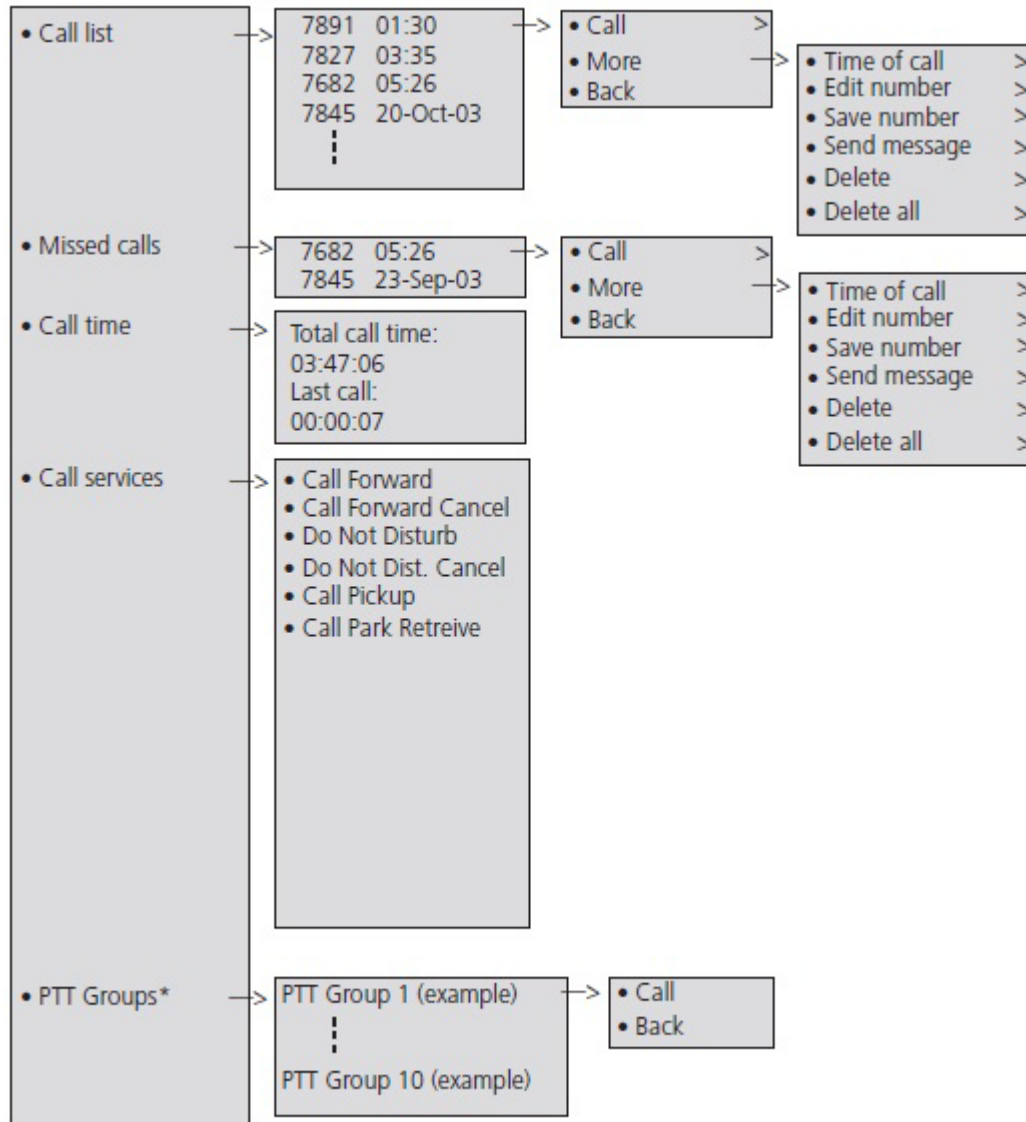 • Call list
7891 01:30
7827 03:35
7682 05:26
7845 20-Oct-03
• Call >
• More
• Back
• Time of call >
• Edit number >
• Save number >
• Send message >
• Delete >
• Delete all >
• Missed calls
7682 05:26
7845 23-Sep-03
• Call >
• More
• Back
• Time of call >
• Edit number >
• Save number >
• Send message >
• Delete >
• Delete all >
• Call time
Total call time:
03:47:06
Last call:
00:00:07
• Call services
• Call Forward
• Call Forward Cancel
• Do Not Disturb
• Do Not Dist. Cancel
• Call Pickup
• Call Park Retreive
• PTT Groups*
PTT Group 1 (example)
PTT Group 10 (example)
• Call
• Back